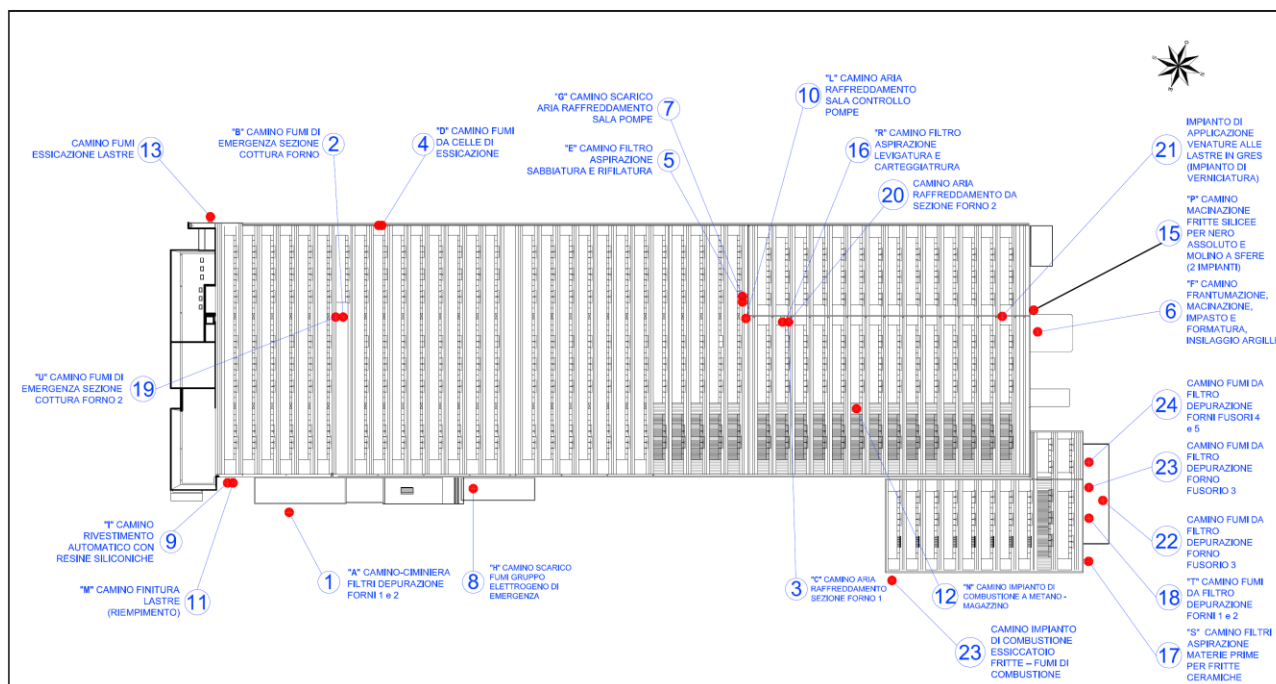 CAMINO FUMI
ESSICAZIONE LASTRE
13
"B" CAMINO FUMI DI
EMERGENZA SEZIONE
COTTURA FORNO
2
4
"D" CAMINO FUMI
DA CELLE DI
ESSICAZIONE
"G" CAMINO SCARICO
ARIA RAFFREDDAMENTO
SALA POMPE
7
"E" CAMINO FILTRO
ASPIRAZIONE
SABBIATURA E RIFILATURA
5
10
"L" CAMINO ARIA
RAFFREDDAMENTO
SALA CONTROLLO
POMPE
16
"R" CAMINO FILTRO
ASPIRAZIONE
LEVIGATURA E
CARTEGGIATRURA
20
CAMINO ARIA
RAFFREDDAMENTO DA
SEZIONE FORNO 2
21
IMPIANTO DI
APPLICAZIONE
VENATURE ALLE
LASTRE IN GRES
(IMPIANTO DI
VERNICIATURA)
15
"P" CAMINO
MACINAZIONE
FRITTE SILICEE
PER NERO
ASSOLUTO E
MOLINO A SFERE
(2 IMPIANTI)
6
"F" CAMINO
FRANTUMAZIONE,
MACINAZIONE,
IMPASTO E
FORMATURA,
INSILAGGIO ARGILLE
"U" CAMINO FUMI DI
EMERGENZA SEZIONE
COTTURA FORNO 2
19
24
CAMINO FUMI DA
FILTRO
DEPURAZIONE
FORNI FUSORI 4
e 5
23
CAMINO FUMI DA
FILTRO
DEPURAZIONE
FORNO
FUSORIO 3
22
CAMINO FUMI DA
FILTRO
DEPURAZIONE
FORNO
FUSORIO 3
18
"T" CAMINO FUMI
DA FILTRO
DEPURAZIONE
FORNI 1 e 2
17
"S" CAMINO FILTRI
ASPIRAZIONE
MATERIE PRIME
PER FRITTE
CERAMICHE
"I" CAMINO
RIVESTIMENTO
AUTOMATICO CON
RESINE SILICONICHE
9
"M" CAMINO FINITURA
LASTRE
(RIEMPIMENTO)
11
1
"A" CAMINO-CIMINIERA
FILTRI DEPURAZIONE
FORNI 1 e 2
8
"H" CAMINO SCARICO
FUMI GRUPPO
ELETTROGENO DI
EMERGENZA
3
"C" CAMINO ARIA
RAFFREDDAMENTO
SEZIONE FORNO 1
12
"N" CAMINO IMPIANTO DI
COMBUSTIONE A METANO -
MAGAZZINO
23
CAMINO IMPIANTO
DI COMBUSTIONE
ESSICCATOIO
FRITTE – FUMI DI
COMBUSTIONE